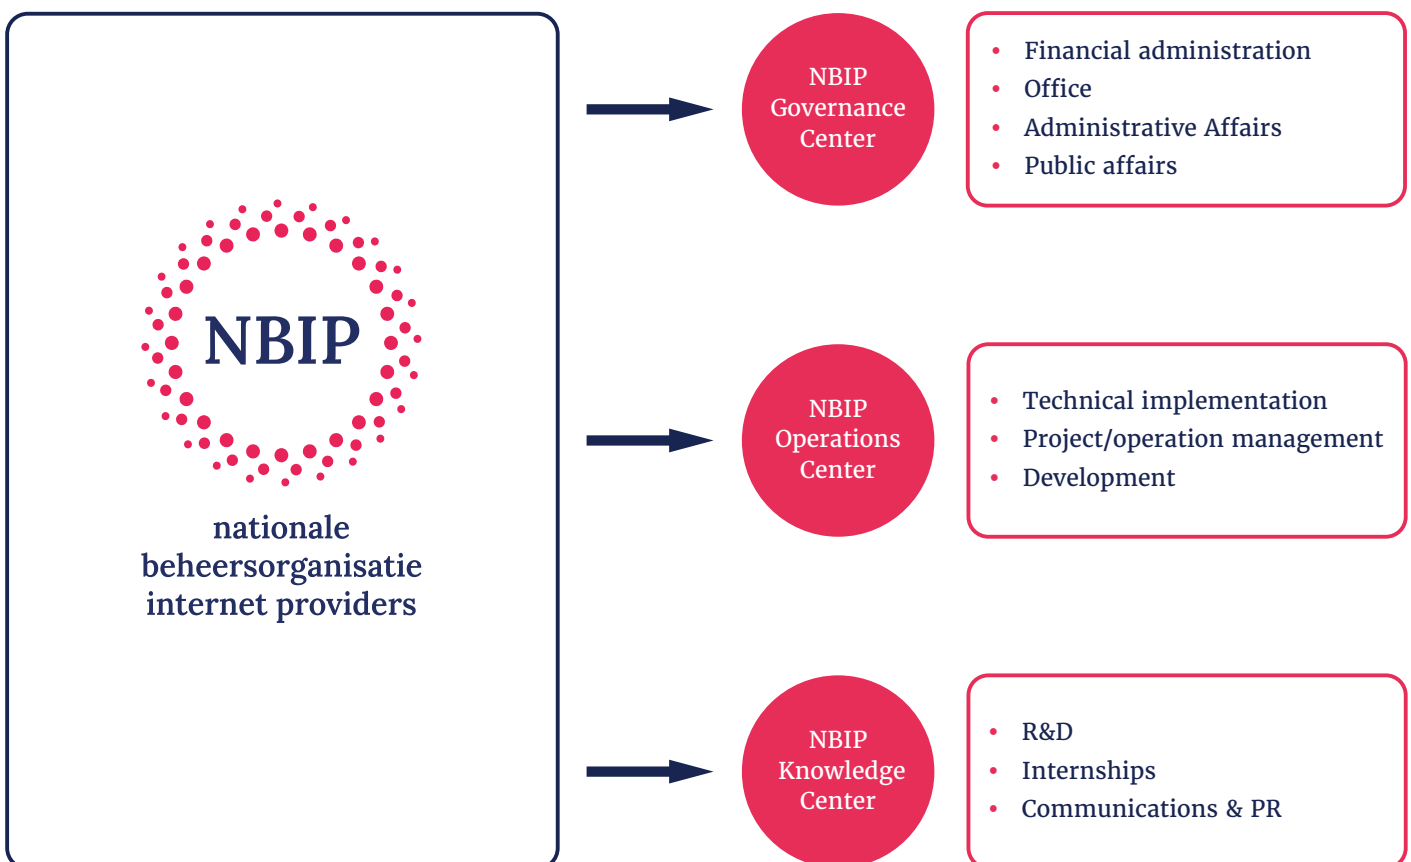 NBIP
nationale
beheersorganisatie
internet providers
NBIP
Governance
Center
• Financial administration
• Office
• Administrative Affairs
• Public affairs
NBIP
Operations
Center
• Technical implementation
• Project/operation management
• Development
NBIP
Knowledge
Center
• R&D
• Internships
• Communications & PR